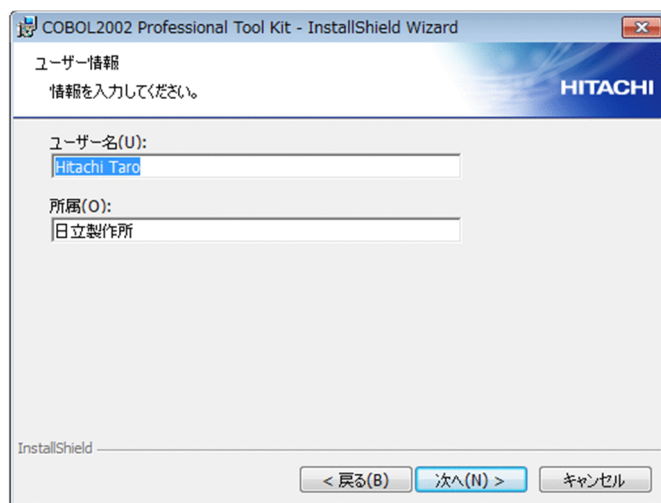 COBOL2002 Professional Tool Kit - InstallShield Wizard
ユーザー情報
情報を入力してください。
HITACHI
ユーザー名(U):
Hitachi Taro
所属(O):
日立製作所
InstallShield
< 戻る(B)
次へ(N) >
キャンセル